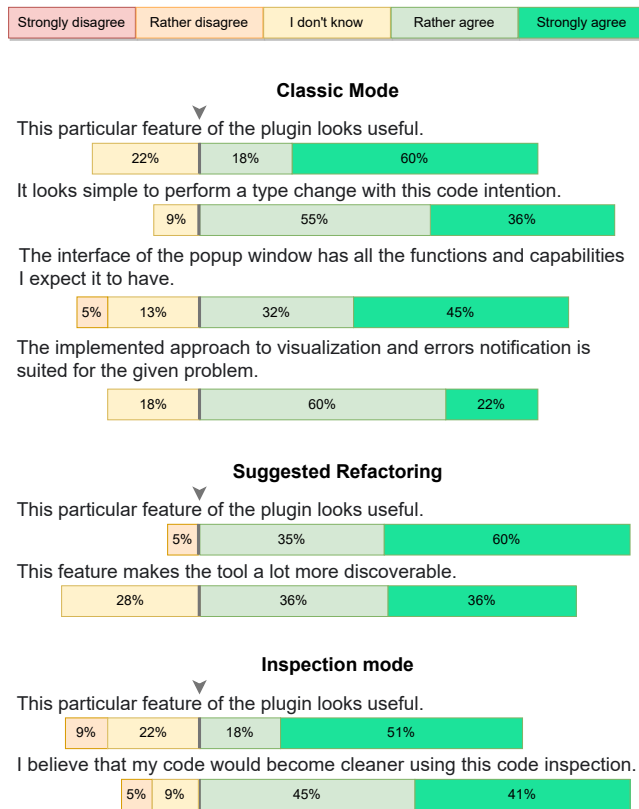 Strongly disagree Rather disagree I don't know Rather agree Strongly agree
Classic Mode
This particular feature of the plugin looks useful.
22% 18% 60%
It looks simple to perform a type change with this code intention.
9% 55% 36%
The interface of the popup window has all the functions and capabilities
I expect it to have.
5% 13% 32% 45%
The implemented approach to visualization and errors notification is
suited for the given problem.
18% 60% 22%
Suggested Refactoring
This particular feature of the plugin looks useful.
5% 35% 60%
This feature makes the tool a lot more discoverable.
28% 36% 36%
Inspection mode
This particular feature of the plugin looks useful.
9% 22% 18% 51%
I believe that my code would become cleaner using this code inspection.
5% 9% 45% 41%